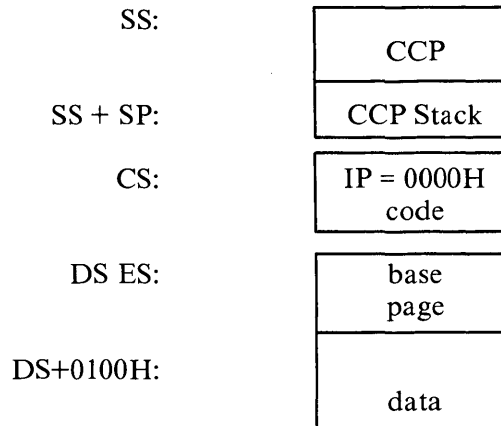 SS:
CCP
SS + SP:
CCP Stack
CS:
IP = 0000H
code
DS ES:
base
page
DS+0100H:
data